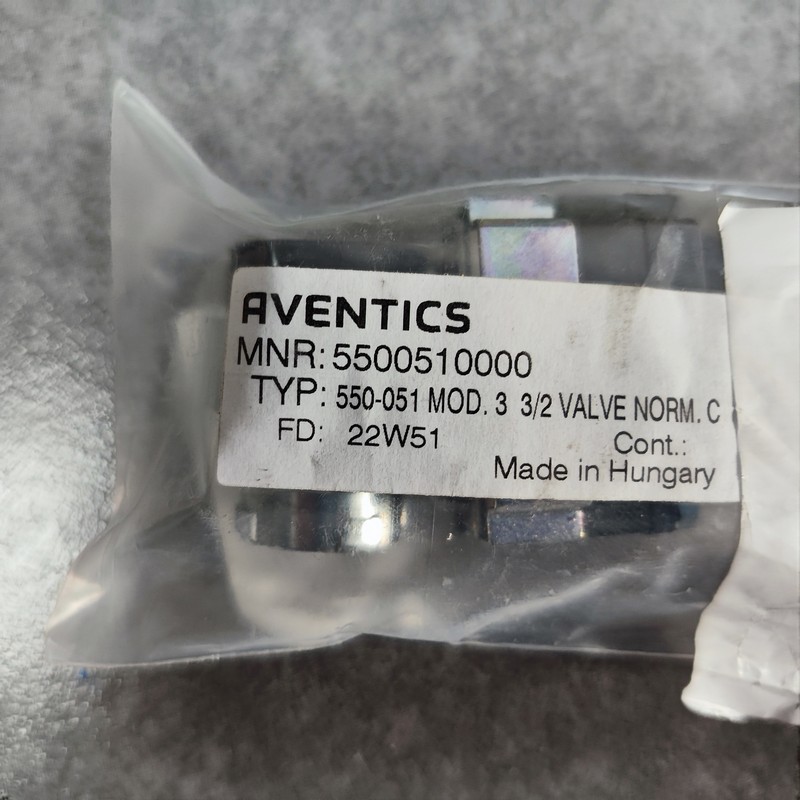 AVENTICS
MNR: 5500510000
TYP: 550-051 MOD. 3 3/2 VALVE NORM. C
FD: 22W51
Cont.:
Made in Hungary